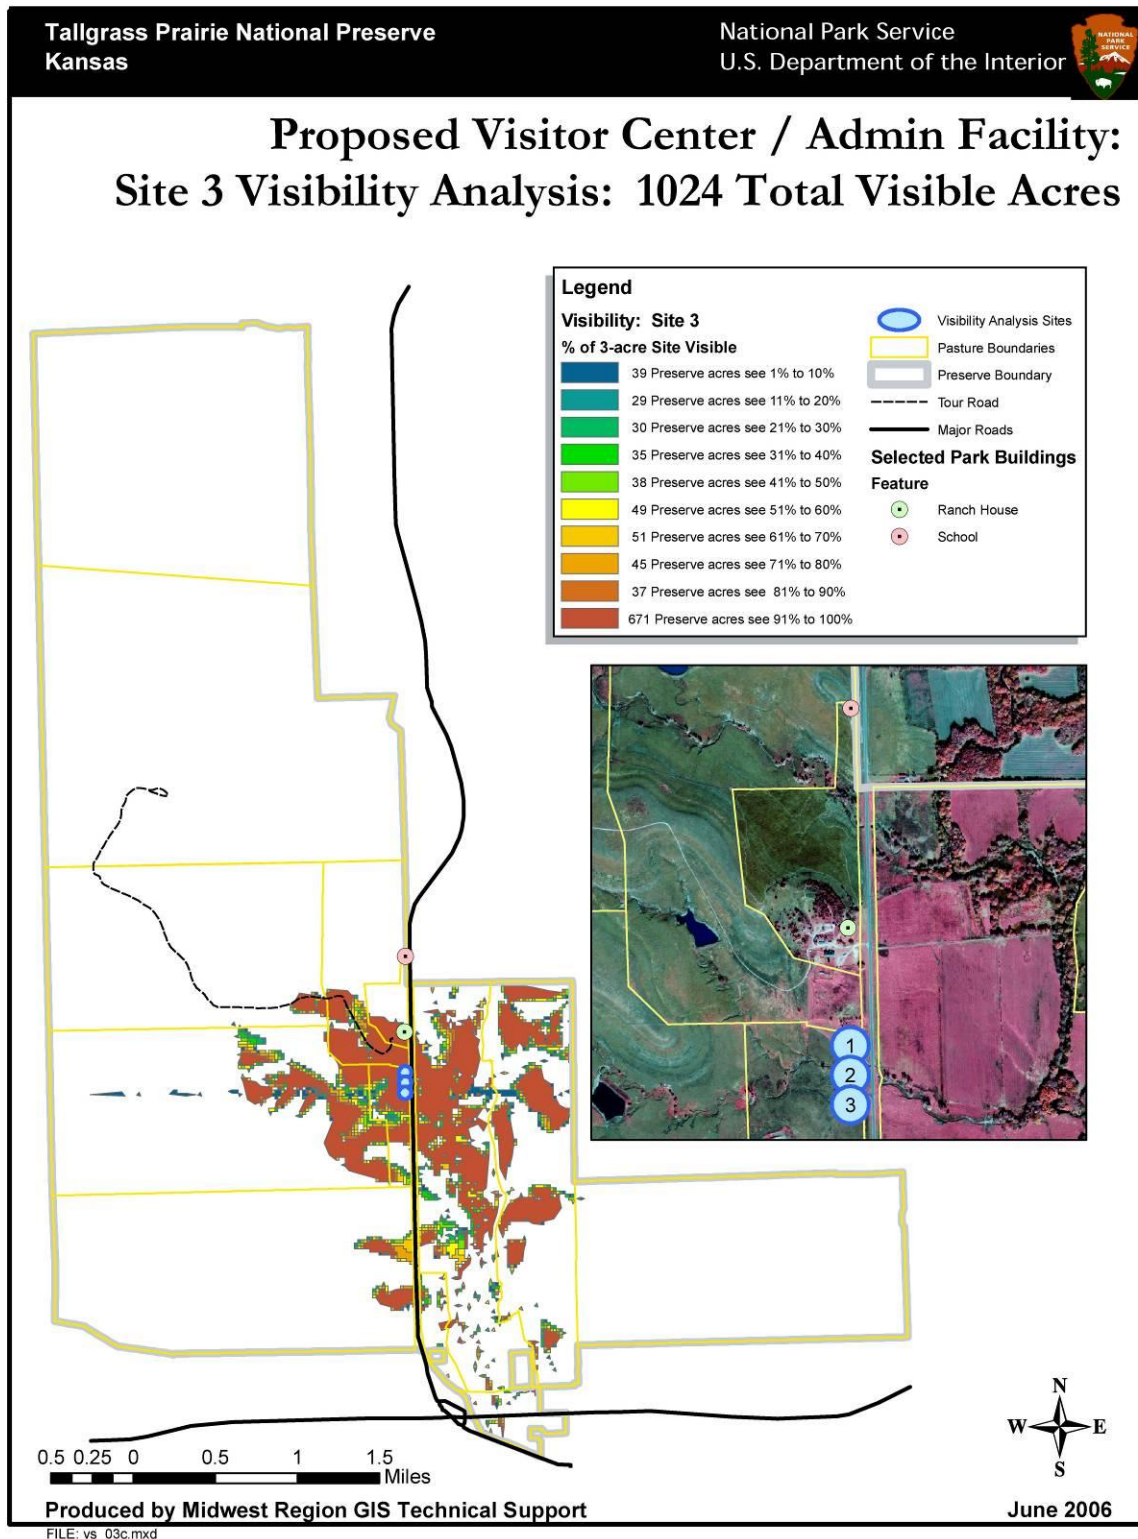 Tallgrass Prairie National Preserve
Kansas
National Park Service
U.S. Department of the Interior
NATIONAL
PARK
SERVICE
Proposed Visitor Center / Admin Facility:
Site 3 Visibility Analysis: 1024 Total Visible Acres
Legend
Visibility: Site 3
% of 3-acre Site Visible
39 Preserve acres see 1% to 10%
29 Preserve acres see 11% to 20%
30 Preserve acres see 21% to 30%
35 Preserve acres see 31% to 40%
38 Preserve acres see 41% to 50%
49 Preserve acres see 51% to 60%
51 Preserve acres see 61% to 70%
45 Preserve acres see 71% to 80%
37 Preserve acres see 81% to 90%
671 Preserve acres see 91% to 100%
Visibility Analysis Sites
Pasture Boundaries
Preserve Boundary
Tour Road
Major Roads
Selected Park Buildings
Feature
Ranch House
School
1
2
3
N
W E
S
0.5 0.25 0 0.5 1 1.5
Miles
Produced by Midwest Region GIS Technical Support
June 2006
FILE: vs_03c.mxd